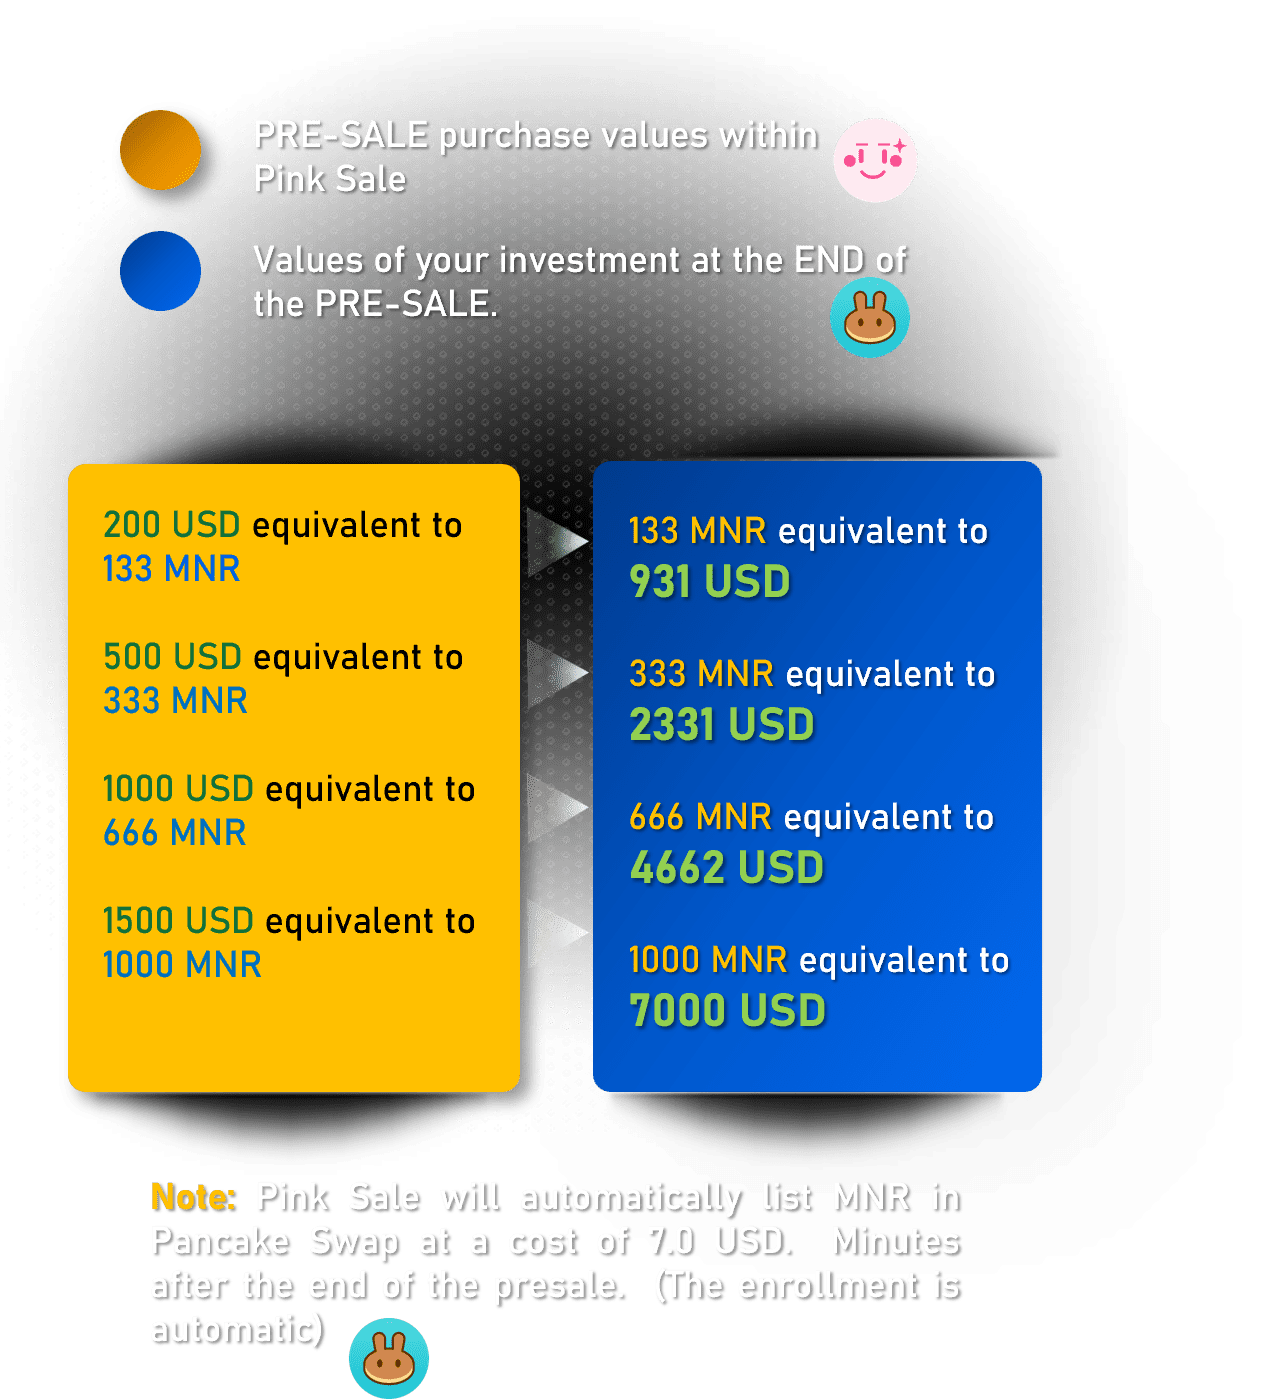 PRE-SALE purchase values within
Pink Sale
Values of your investment at the END of
the PRE-SALE.
200 USD equivalent to
133 MNR
500 USD equivalent to
333 MNR
1000 USD equivalent to
666 MNR
1500 USD equivalent to
1000 MNR
133 MNR equivalent to
931 USD
333 MNR equivalent to
2331 USD
666 MNR equivalent to
4662 USD
1000 MNR equivalent to
7000 USD
Note: Pink Sale will automatically list MNR in
Pancake Swap at a cost of 7.0 USD. Minutes
after the end of the presale. (The enrollment is
automatic)